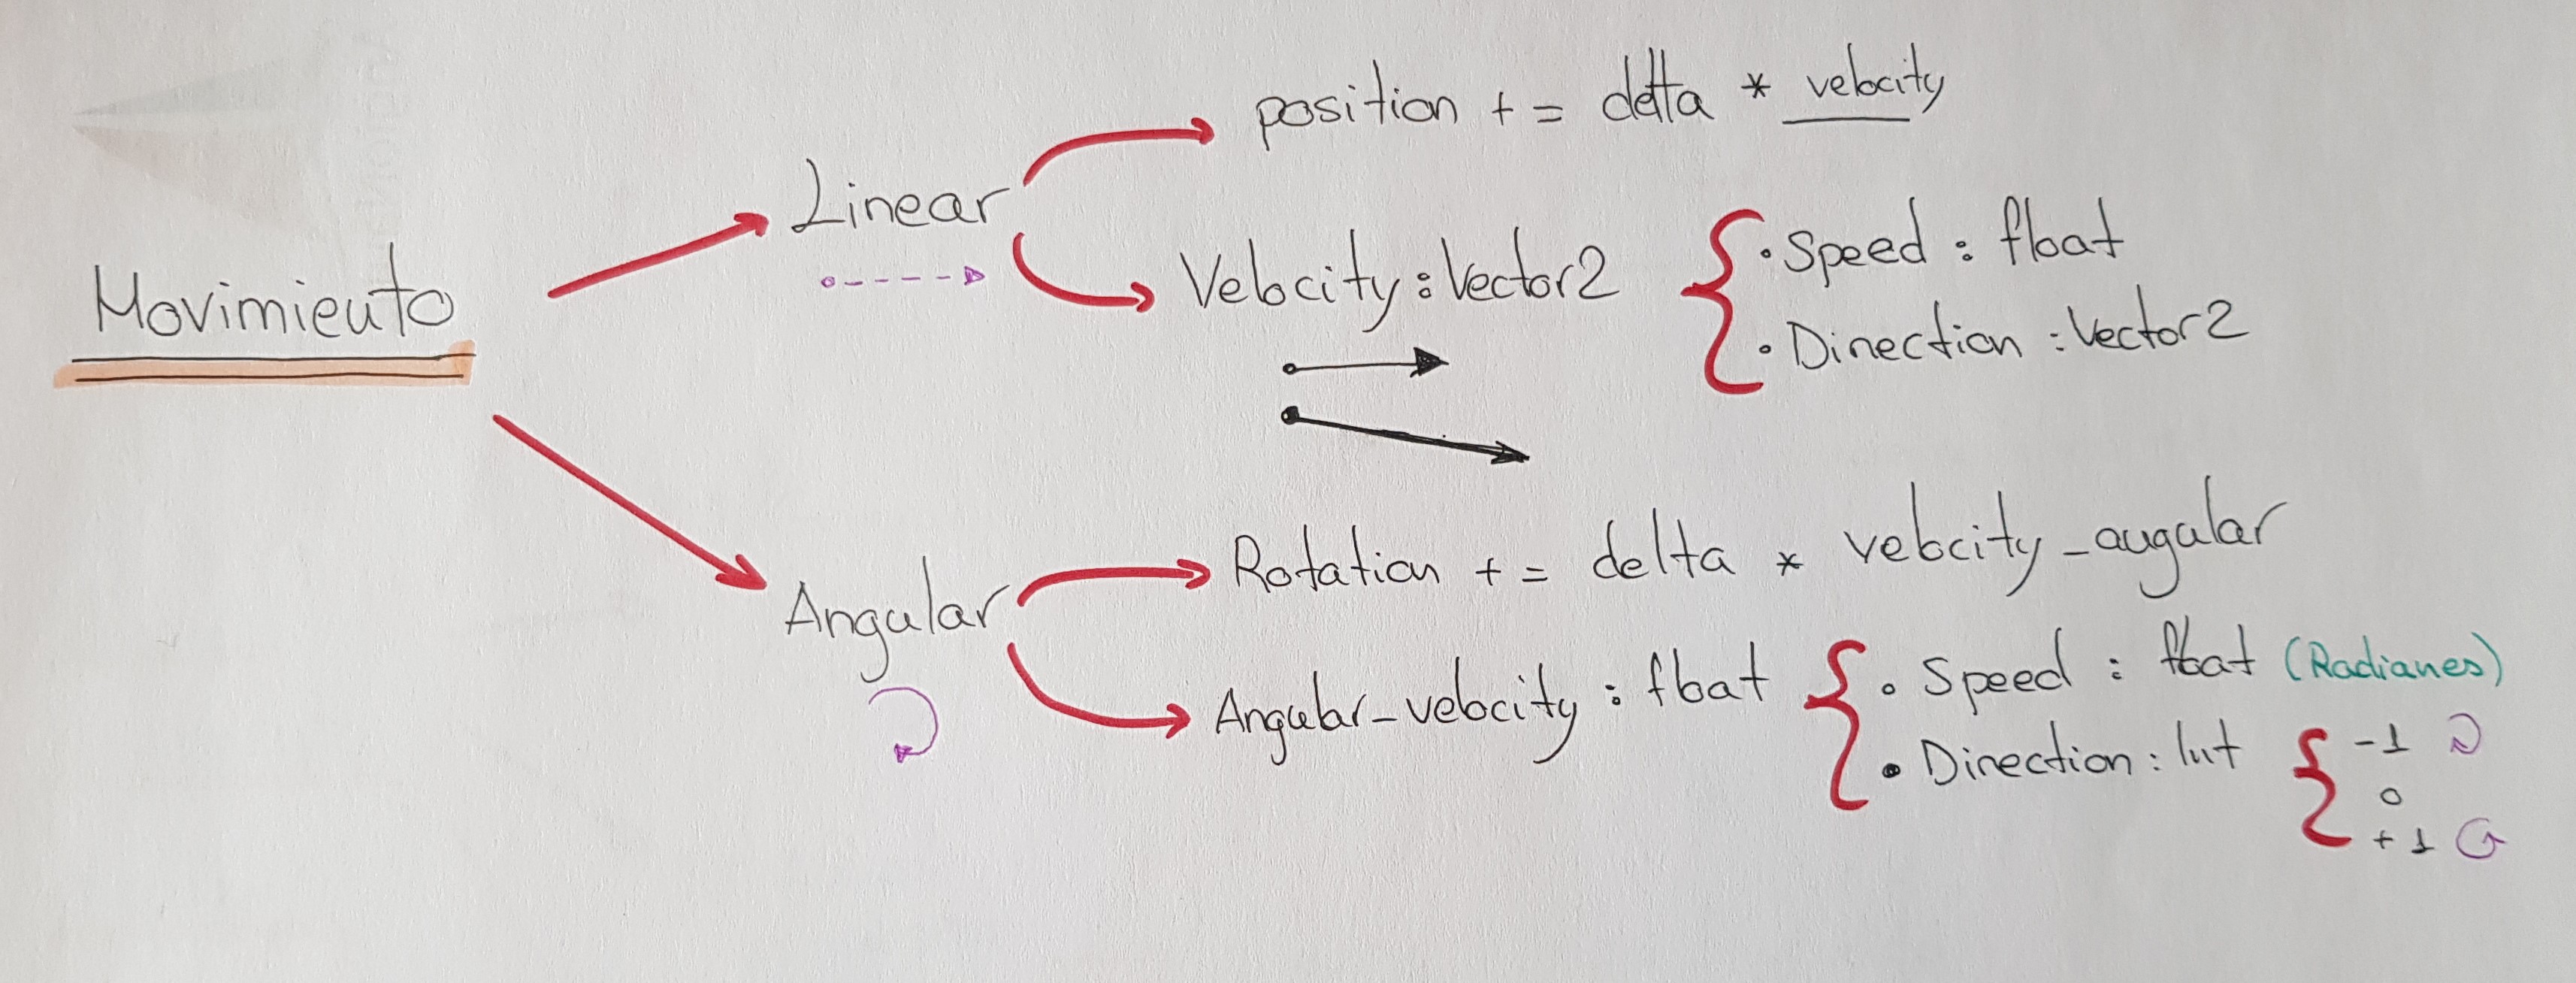 Movimiento
Linear
position += delta * velocity
Velocity: Vector2
• Speed : float
• Direction : Vector2
Angular
Rotation += delta * velocity_angular
Angular_velocity : float
• Speed : float (Radianes)
• Direction : Int
-1
0
+1